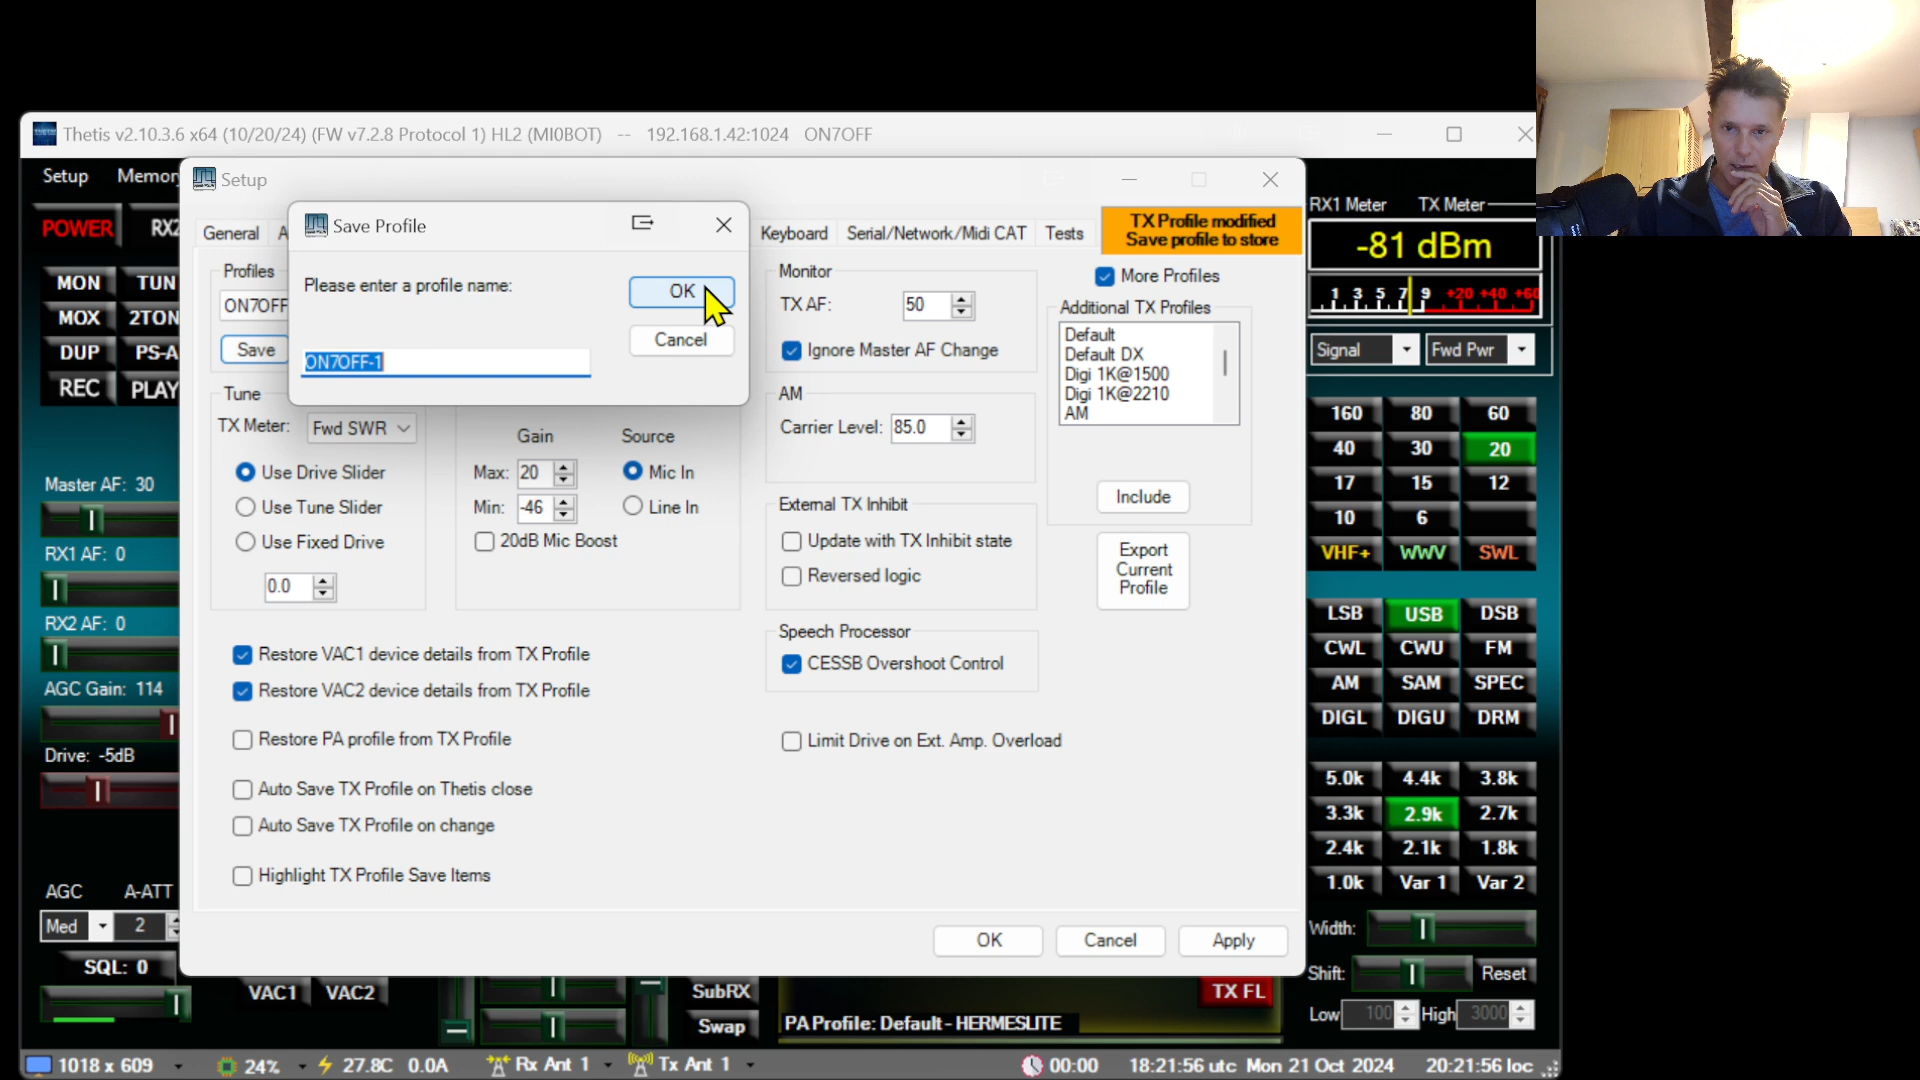 Thetis v2.10.3.6 x64 (10/20/24) (FW v7.2.8 Protocol 1) HL2 (MI0BOT) -- 192.168.1.42:1024 ON7OFF
Setup Memory
Setup
POWER RX2
MON TUN
MOX 2TON
DUP PS-A
REC PLAY
Master AF: 30
RX1 AF: 0
RX2 AF: 0
AGC Gain: 114
Drive: -5dB
AGC A-ATT
Med 2
SQL: 0
General Keyboard Serial/Network/Midi CAT Tests
TX Profile modified
Save profile to store
Save Profile
Please enter a profile name:
ON7OFF-1
OK
Cancel
Profiles
ON7OFF
Save
Tune
TX Meter: Fwd SWR
Use Drive Slider
Use Tune Slider
Use Fixed Drive
0.0
Gain Source
Max: 20 Mic In
Min: -46 Line In
20dB Mic Boost
Monitor
TX AF: 50
Ignore Master AF Change
AM
Carrier Level: 85.0
External TX Inhibit
Update with TX Inhibit state
Reversed logic
Speech Processor
CESSB Overshoot Control
Limit Drive on Ext. Amp. Overload
More Profiles
Additional TX Profiles
Default
Default DX
Digi 1K@1500
Digi 1K@2210
AM
Include
Export
Current
Profile
Restore VAC1 device details from TX Profile
Restore VAC2 device details from TX Profile
Restore PA profile from TX Profile
Auto Save TX Profile on Thetis close
Auto Save TX Profile on change
Highlight TX Profile Save Items
OK Cancel Apply
RX1 Meter TX Meter
-81 dBm
1 3 5 7 9 +20 +40 +60
Signal Fwd Pwr
160 80 60
40 30 20
17 15 12
10 6
VHF+ WWV SWL
LSB USB DSB
CWL CWU FM
AM SAM SPEC
DIGL DIGU DRM
5.0k 4.4k 3.8k
3.3k 2.9k 2.7k
2.4k 2.1k 1.8k
1.0k Var 1 Var 2
Width:
Shift: Reset
Low 100 High 3000
VAC1 VAC2
SubRX
Swap
TX FL
PA Profile: Default - HERMESLITE
1018 x 609 24% 27.8C 0.0A Rx Ant 1 Tx Ant 1 00:00 18:21:56 utc Mon 21 Oct 2024 20:21:56 loc